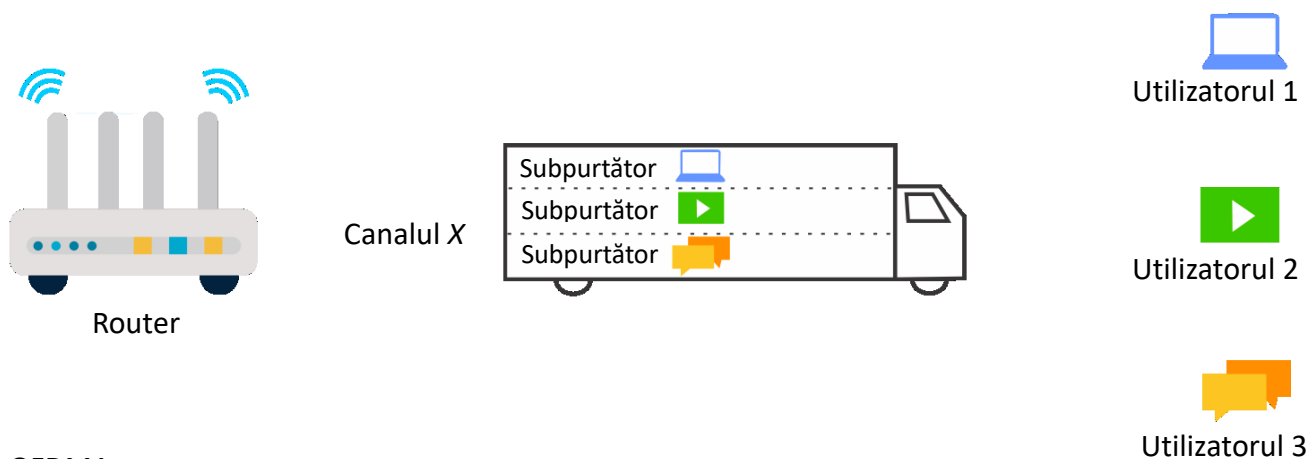 Utilizatorul 1
Subpurtător
Subpurtător
Subpurtător
Canalul X
Utilizatorul 2
Router
Utilizatorul 3